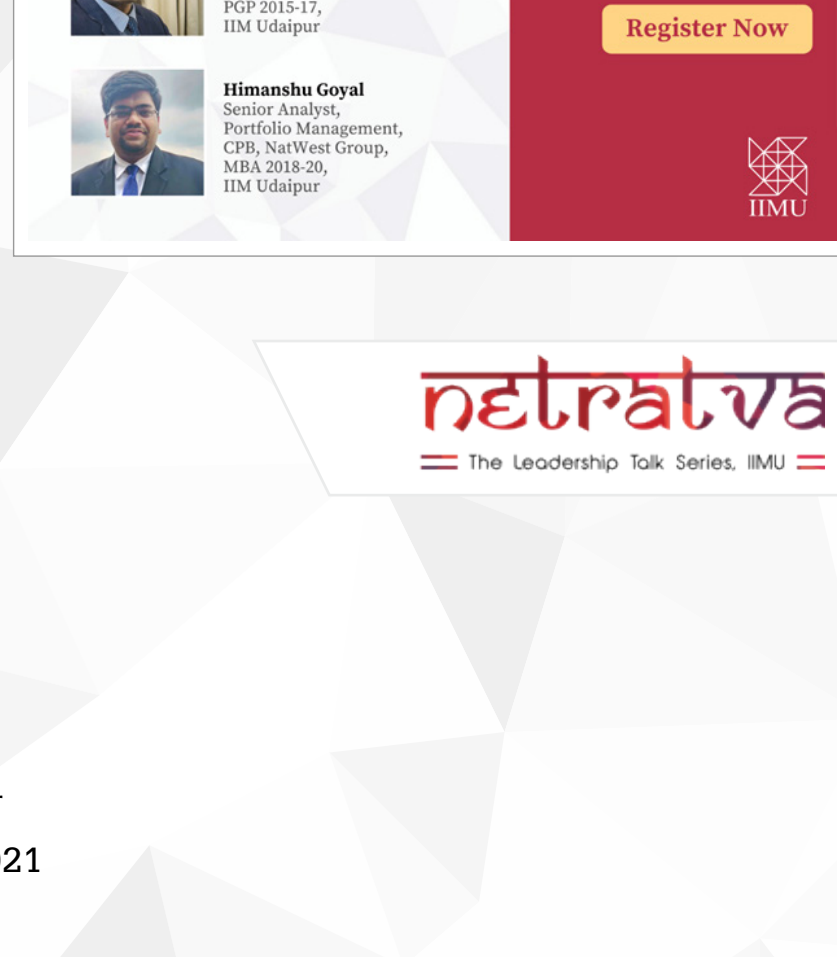 PGP 2015-17,
IIM Udaipur
Himanshu Goyal
Senior Analyst,
Portfolio Management,
CPB, NatWest Group,
MBA 2018-20,
IIM Udaipur
Register Now
IIMU
netratva
The Leadership Talk Series, IIMU
21